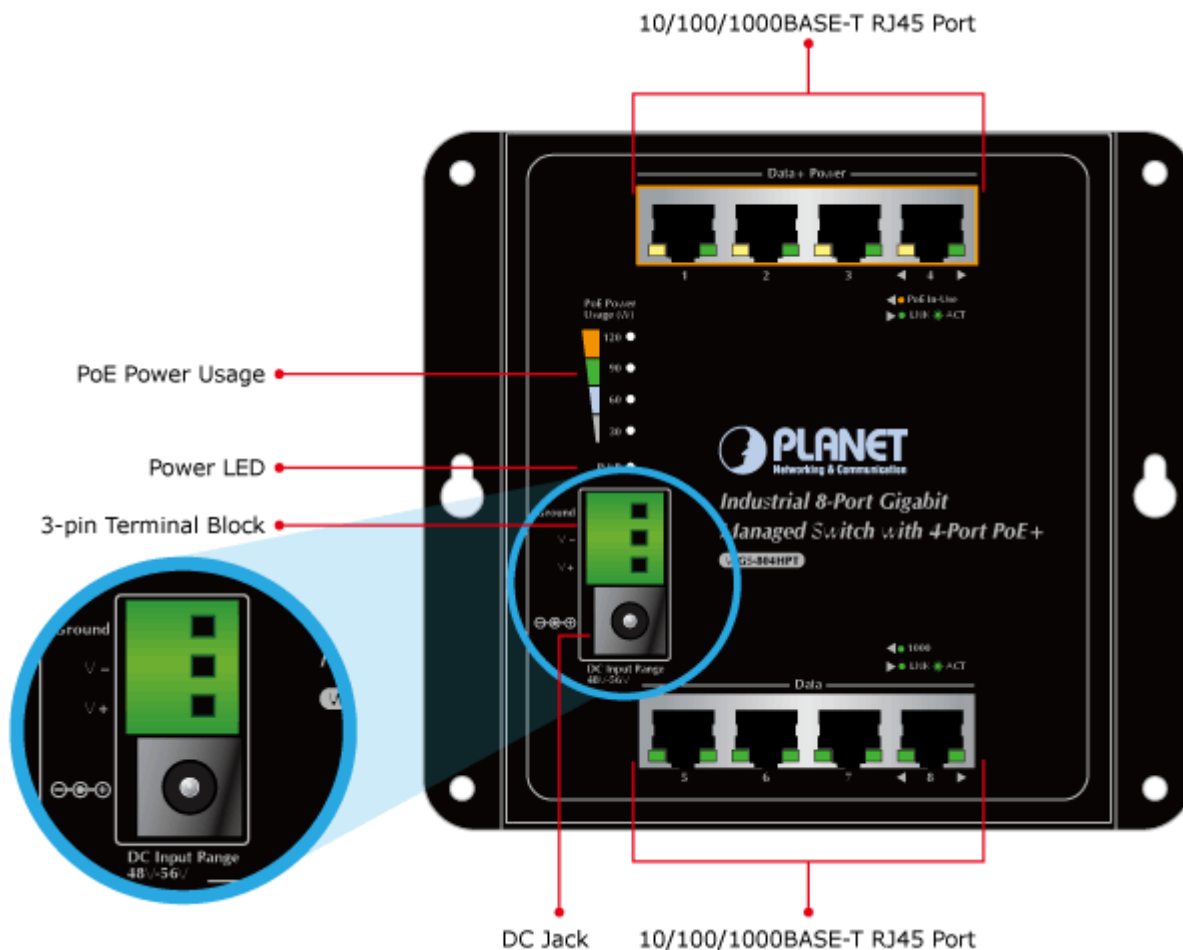 10/100/1000BASE-T RJ45 Port
Data+ Power
1 2 3 4
PoE In-Use
LNK ACT
PoE Power
Usage (W)
120
90
60
30
PoE Power Usage
Power LED
3-pin Terminal Block
PLANET
Networking & Communication
Industrial 8-Port Gigabit
Managed Switch with 4-Port PoE+
WGS-804HPT
Ground
V -
V +
DC Input Range
48V-56V
Ground
V -
V +
DC Input Range
48V-56V
1000
LNK ACT
Data
5 6 7 8
DC Jack
10/100/1000BASE-T RJ45 Port